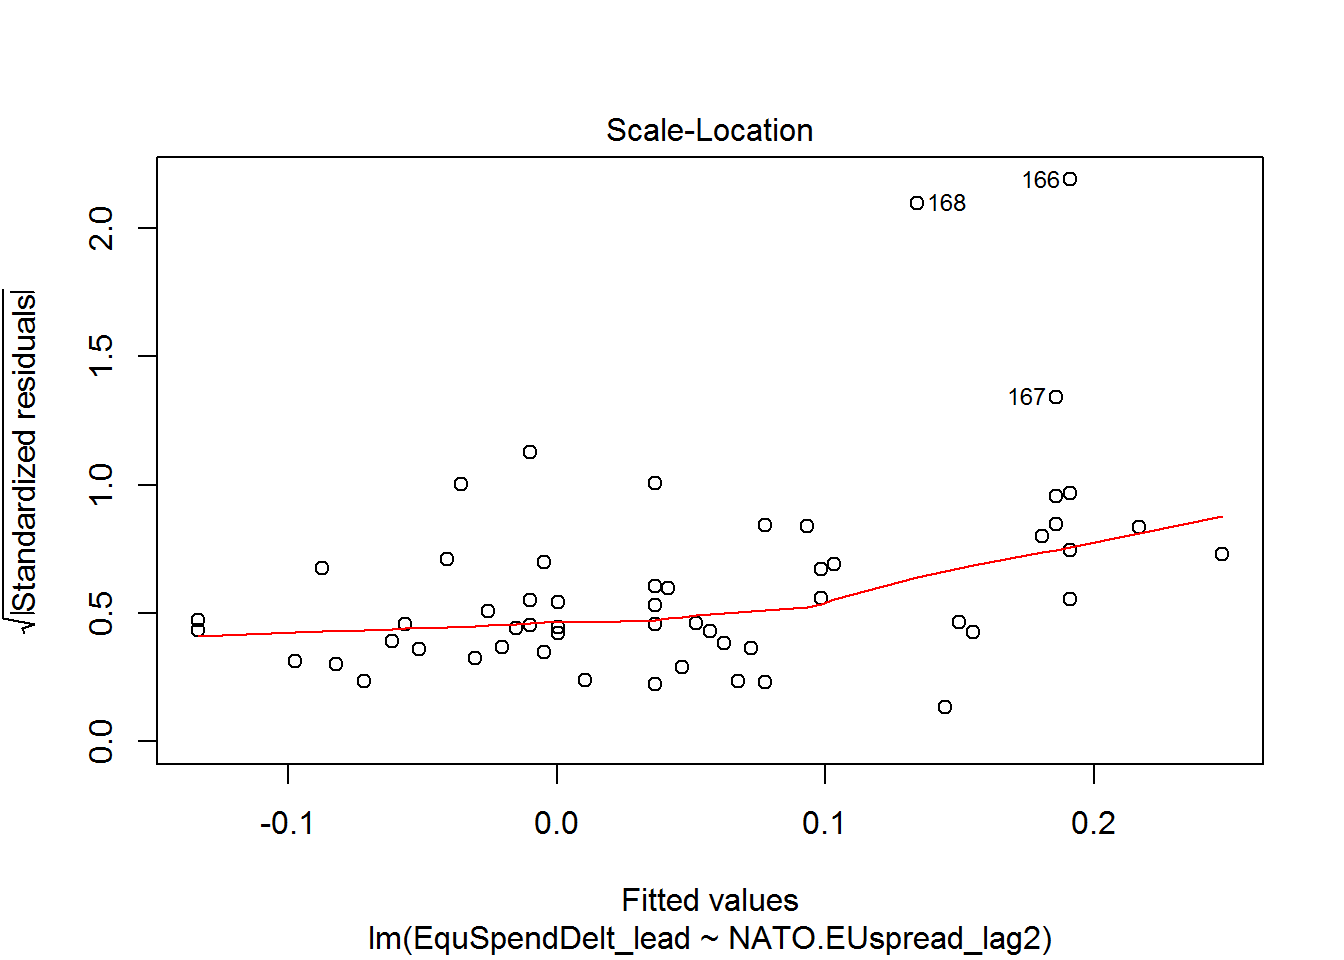 Scale-Location
√|Standardized residuals|
2.0
1.5
1.0
0.5
0.0
166
168
167
-0.1 0.0 0.1 0.2
Fitted values
lm(EquSpendDelt_lead ~ NATO.EUspread_lag2)